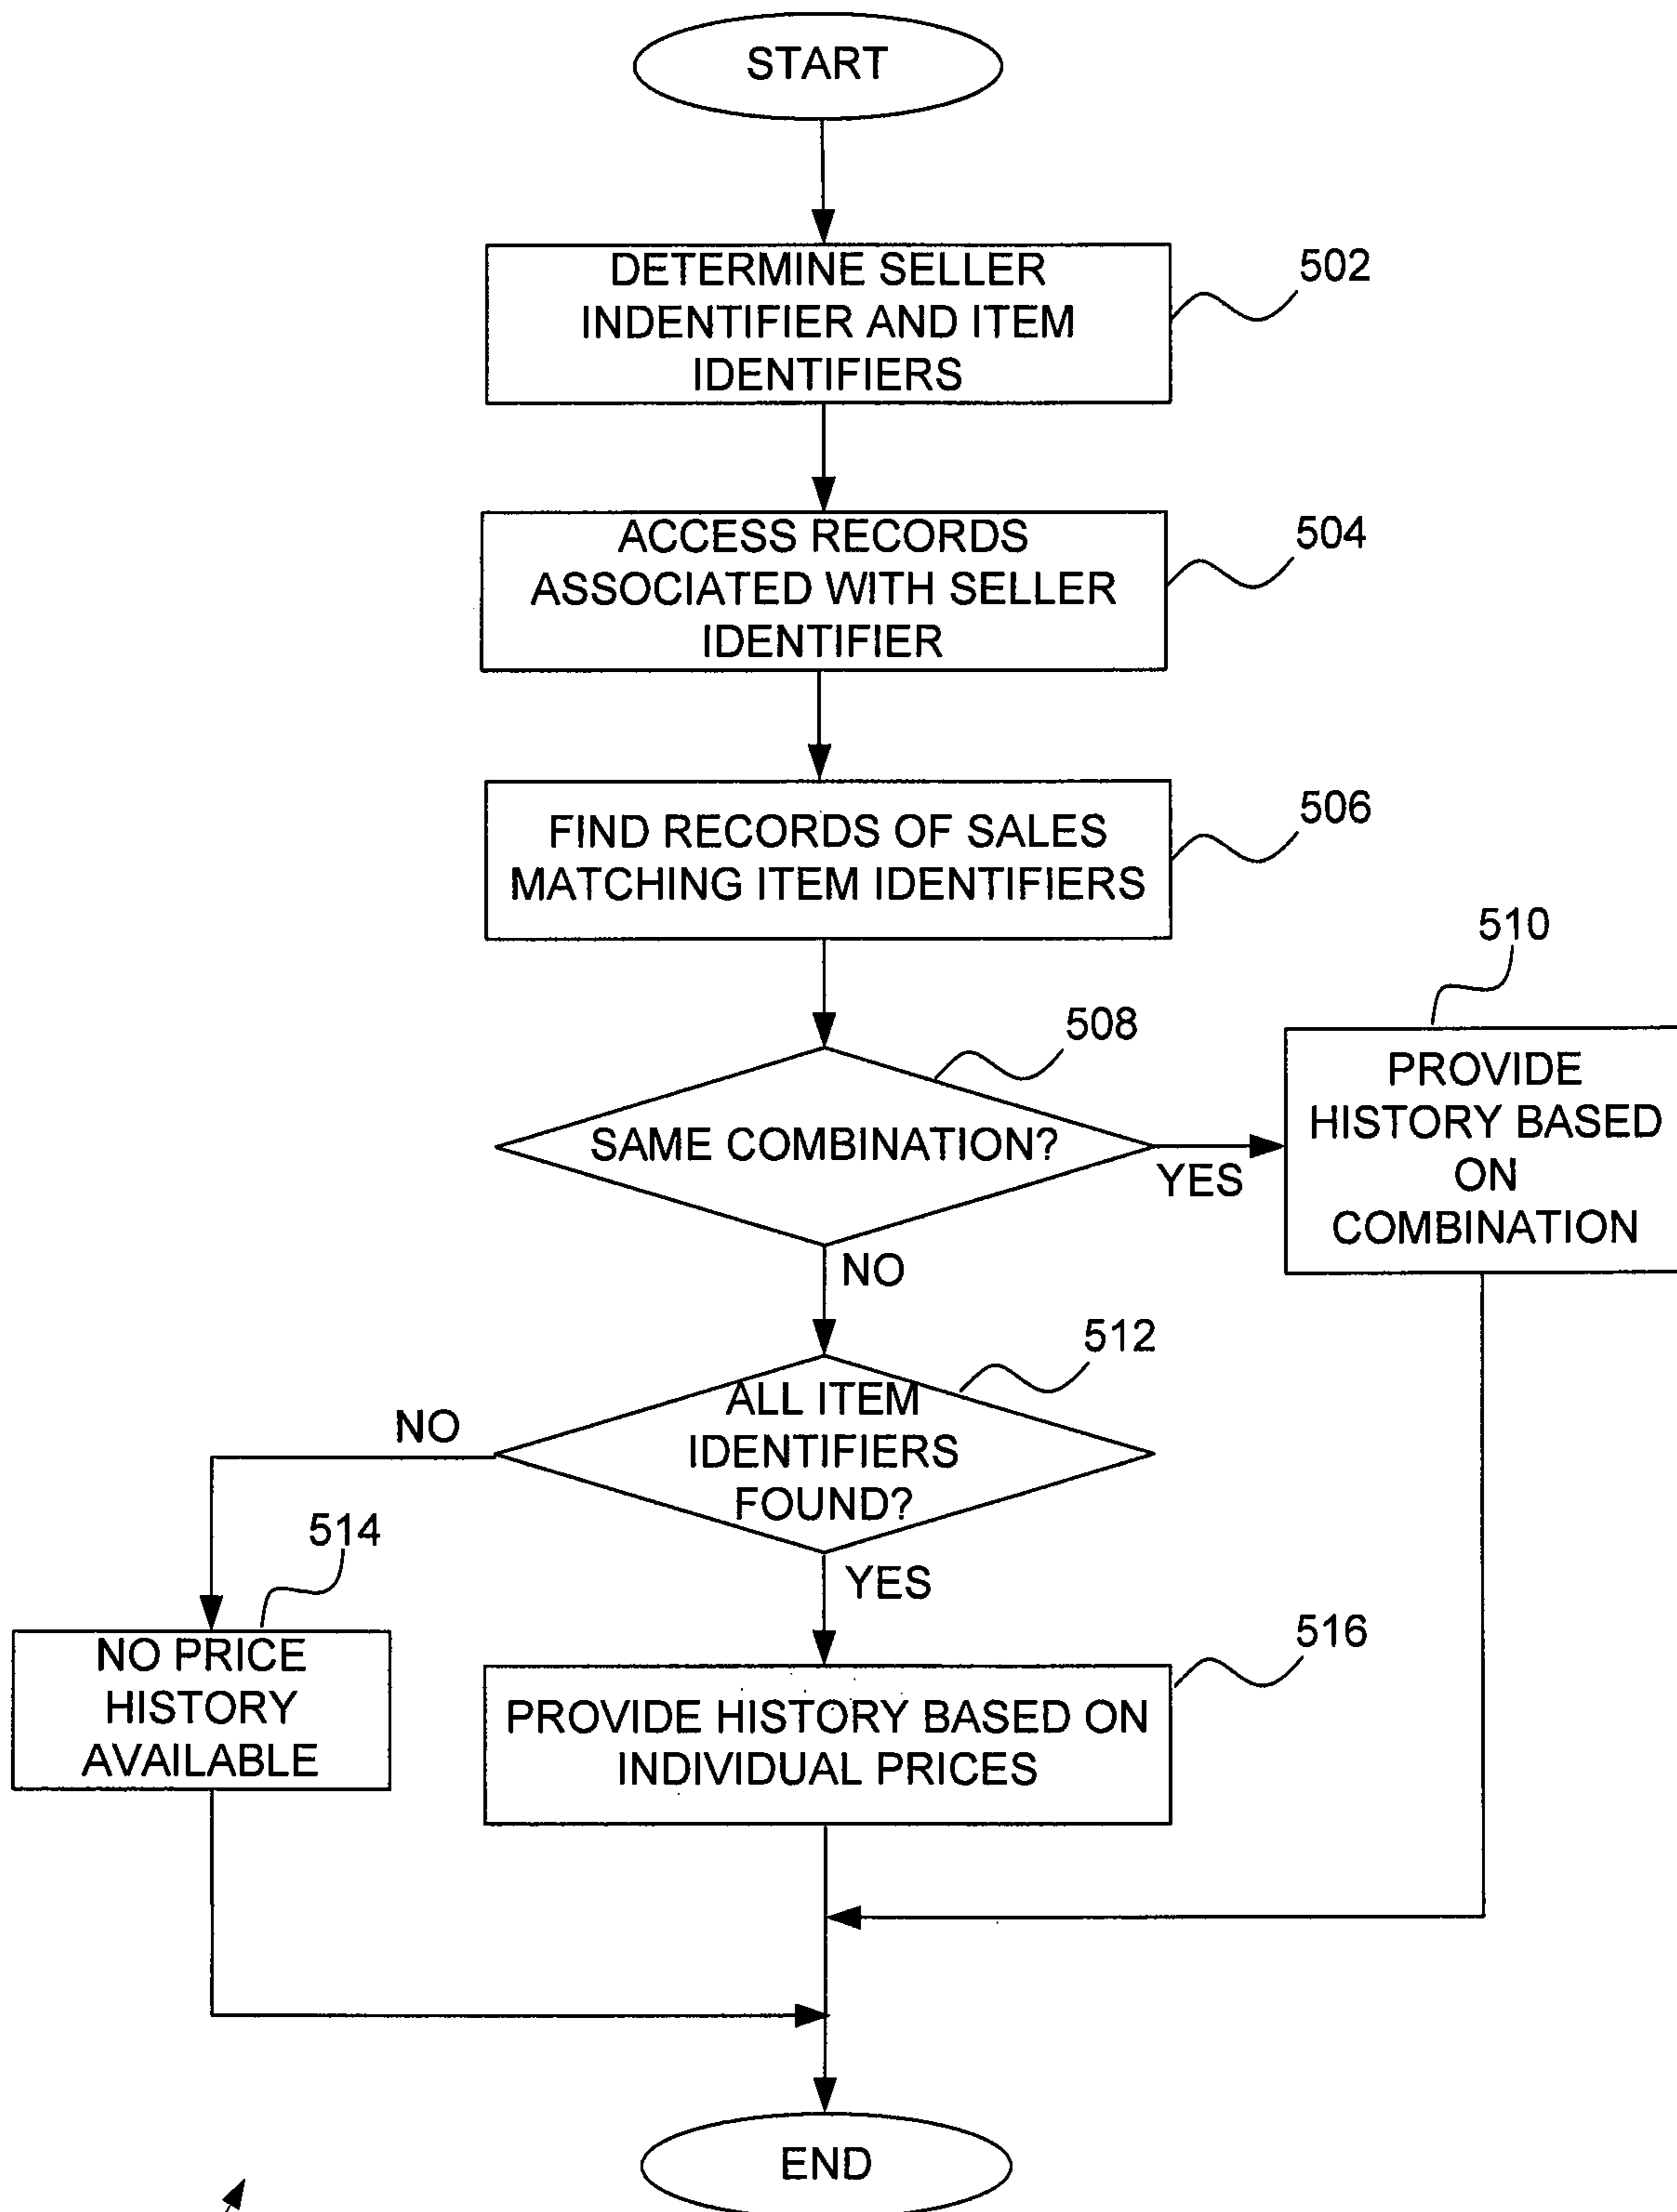 START
DETERMINE SELLER
INDENTIFIER AND ITEM
IDENTIFIERS
502
ACCESS RECORDS
ASSOCIATED WITH SELLER
IDENTIFIER
504
FIND RECORDS OF SALES
MATCHING ITEM IDENTIFIERS
506
510
508
SAME COMBINATION?
YES
PROVIDE
HISTORY BASED
ON
COMBINATION
NO
512
ALL ITEM
IDENTIFIERS
FOUND?
NO
514
YES
NO PRICE
HISTORY
AVAILABLE
516
PROVIDE HISTORY BASED ON
INDIVIDUAL PRICES
END